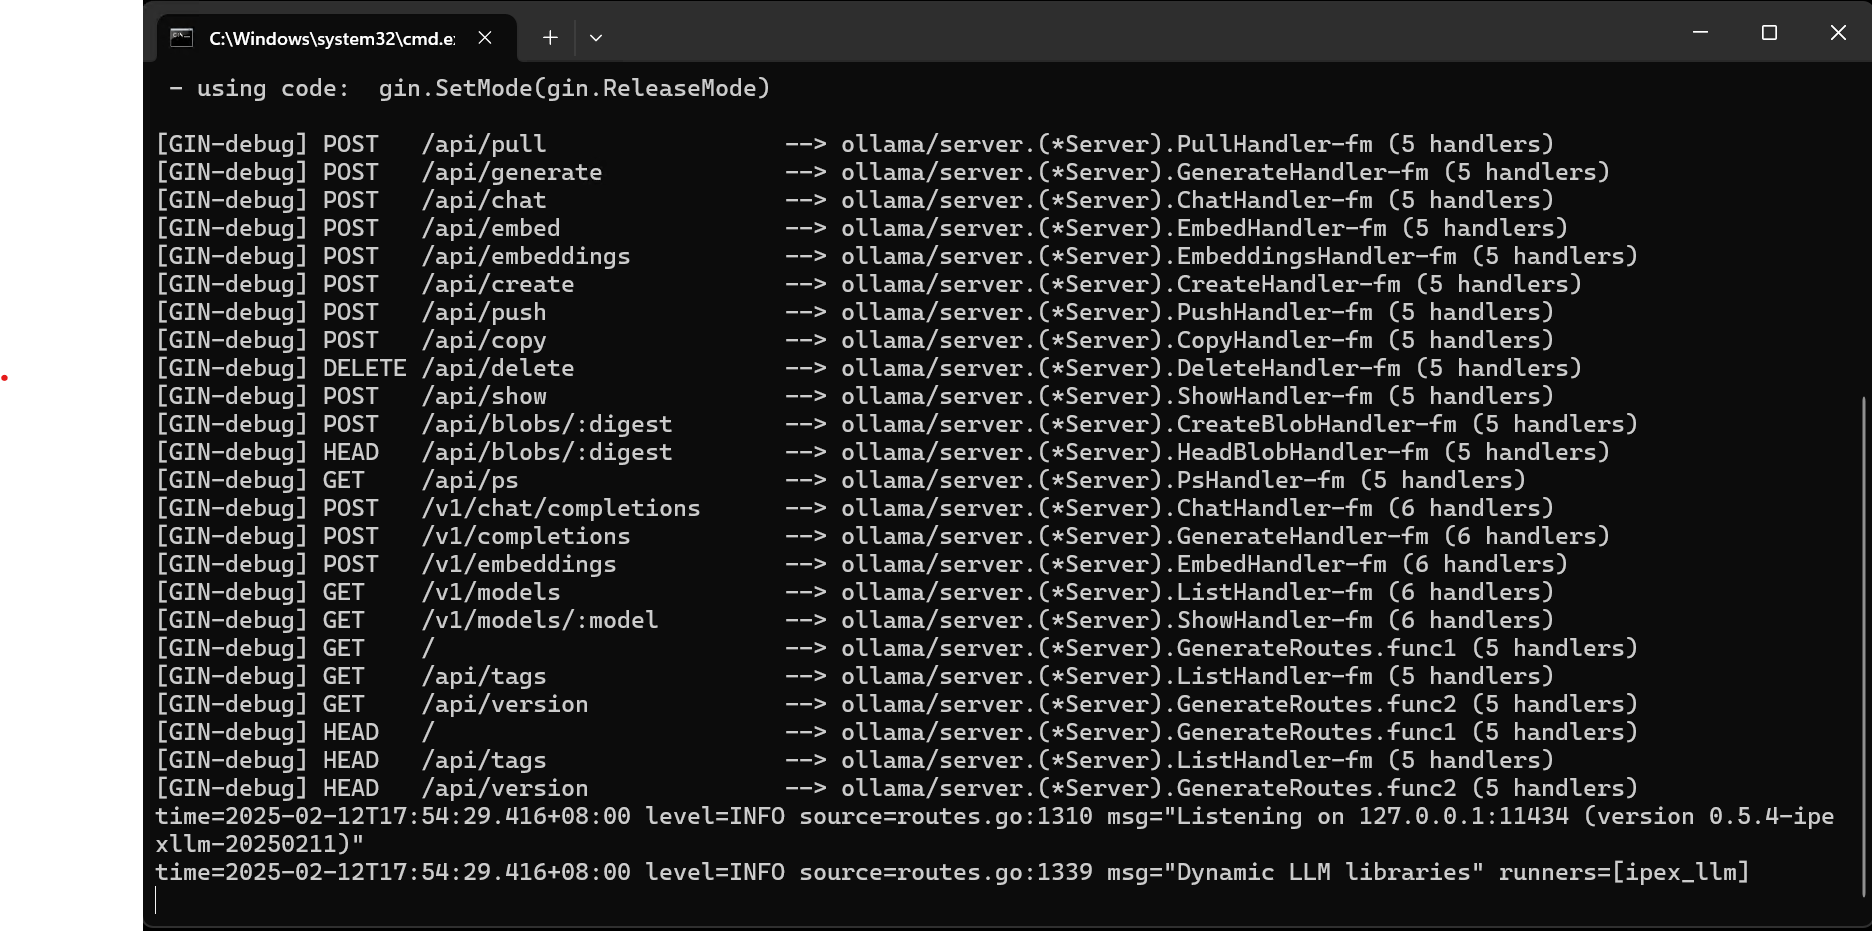 C:\Windows\system32\cmd.e
- using code:  gin.SetMode(gin.ReleaseMode)
[GIN-debug] POST   /api/pull                 --> ollama/server.(*Server).PullHandler-fm (5 handlers)
[GIN-debug] POST   /api/generate             --> ollama/server.(*Server).GenerateHandler-fm (5 handlers)
[GIN-debug] POST   /api/chat                 --> ollama/server.(*Server).ChatHandler-fm (5 handlers)
[GIN-debug] POST   /api/embed                --> ollama/server.(*Server).EmbedHandler-fm (5 handlers)
[GIN-debug] POST   /api/embeddings           --> ollama/server.(*Server).EmbeddingsHandler-fm (5 handlers)
[GIN-debug] POST   /api/create               --> ollama/server.(*Server).CreateHandler-fm (5 handlers)
[GIN-debug] POST   /api/push                 --> ollama/server.(*Server).PushHandler-fm (5 handlers)
[GIN-debug] POST   /api/copy                 --> ollama/server.(*Server).CopyHandler-fm (5 handlers)
[GIN-debug] DELETE /api/delete               --> ollama/server.(*Server).DeleteHandler-fm (5 handlers)
[GIN-debug] POST   /api/show                 --> ollama/server.(*Server).ShowHandler-fm (5 handlers)
[GIN-debug] POST   /api/blobs/:digest        --> ollama/server.(*Server).CreateBlobHandler-fm (5 handlers)
[GIN-debug] HEAD   /api/blobs/:digest        --> ollama/server.(*Server).HeadBlobHandler-fm (5 handlers)
[GIN-debug] GET    /api/ps                   --> ollama/server.(*Server).PsHandler-fm (5 handlers)
[GIN-debug] POST   /v1/chat/completions      --> ollama/server.(*Server).ChatHandler-fm (6 handlers)
[GIN-debug] POST   /v1/completions           --> ollama/server.(*Server).GenerateHandler-fm (6 handlers)
[GIN-debug] POST   /v1/embeddings            --> ollama/server.(*Server).EmbedHandler-fm (6 handlers)
[GIN-debug] GET    /v1/models                --> ollama/server.(*Server).ListHandler-fm (6 handlers)
[GIN-debug] GET    /v1/models/:model         --> ollama/server.(*Server).ShowHandler-fm (6 handlers)
[GIN-debug] GET    /                         --> ollama/server.(*Server).GenerateRoutes.func1 (5 handlers)
[GIN-debug] GET    /api/tags                 --> ollama/server.(*Server).ListHandler-fm (5 handlers)
[GIN-debug] GET    /api/version              --> ollama/server.(*Server).GenerateRoutes.func2 (5 handlers)
[GIN-debug] HEAD   /                         --> ollama/server.(*Server).GenerateRoutes.func1 (5 handlers)
[GIN-debug] HEAD   /api/tags                 --> ollama/server.(*Server).ListHandler-fm (5 handlers)
[GIN-debug] HEAD   /api/version              --> ollama/server.(*Server).GenerateRoutes.func2 (5 handlers)
time=2025-02-12T17:54:29.416+08:00 level=INFO source=routes.go:1310 msg="Listening on 127.0.0.1:11434 (version 0.5.4-ipe
xllm-20250211)"
time=2025-02-12T17:54:29.416+08:00 level=INFO source=routes.go:1339 msg="Dynamic LLM libraries" runners=[ipex_llm]